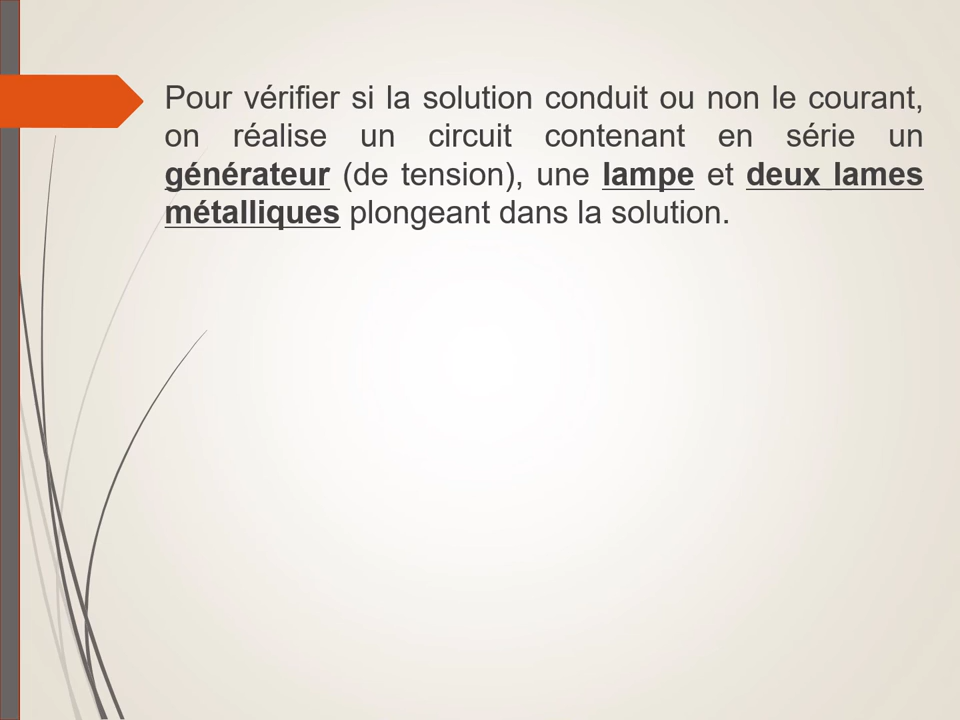 Pour vérifier si la solution conduit ou non le courant,
on réalise un circuit contenant en série un
générateur (de tension), une lampe et deux lames
métalliques plongeant dans la solution.